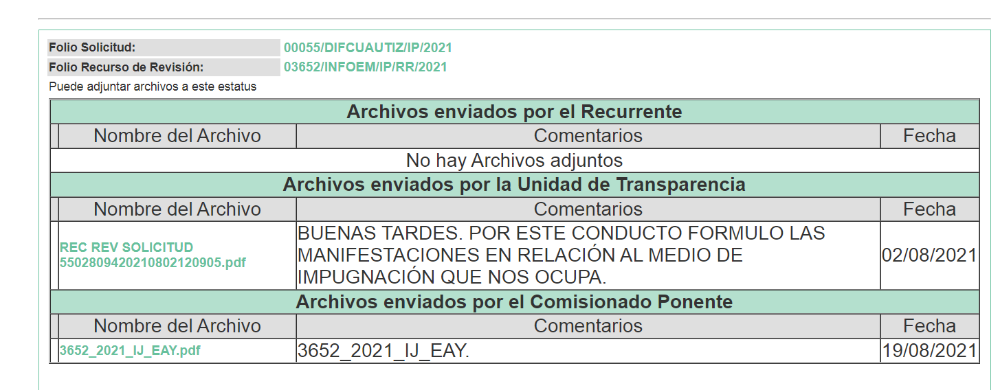 Folio Solicitud: 00055/DIFCUAUTIZ/IP/2021
Folio Recurso de Revisión: 03652/INFOEM/IP/RR/2021
Puede adjuntar archivos a este estatus
Archivos enviados por el Recurrente
Nombre del Archivo Comentarios Fecha
No hay Archivos adjuntos
Archivos enviados por la Unidad de Transparencia
Nombre del Archivo Comentarios Fecha
REC REV SOLICITUD
5502809420210802120905.pdf
BUENAS TARDES. POR ESTE CONDUCTO FORMULO LAS
MANIFESTACIONES EN RELACIÓN AL MEDIO DE
IMPUGNACIÓN QUE NOS OCUPA.
02/08/2021
Archivos enviados por el Comisionado Ponente
Nombre del Archivo Comentarios Fecha
3652_2021_IJ_EAY.pdf 3652_2021_IJ_EAY. 19/08/2021